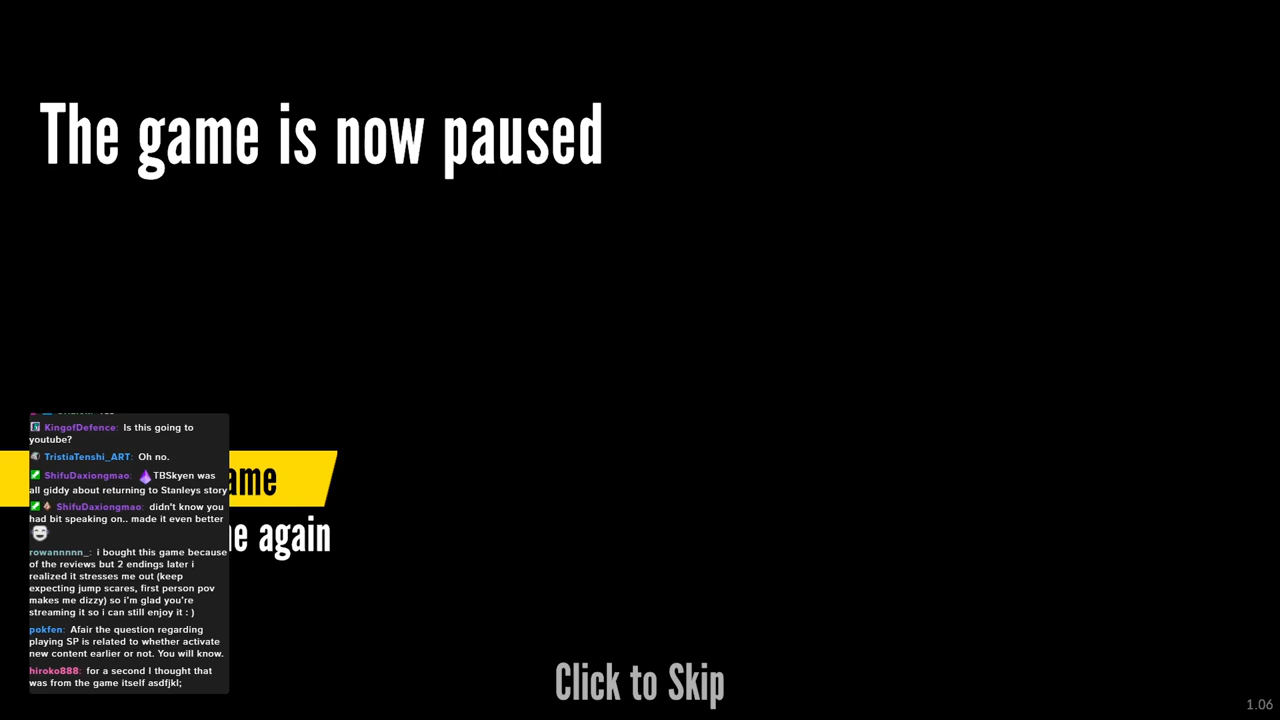 The game is now paused
KingofDefence: Is this going to
youtube?
TristiaTenshi_ART: Oh no.
ShifuDaxiongmao: TBSkyen was
all giddy about returning to Stanleys story
ShifuDaxiongmao: didn't know you
had bit speaking on.. made it even better
rowannnnn_: i bought this game because
of the reviews but 2 endings later i
realized it stresses me out (keep
expecting jump scares, first person pov
makes me dizzy) so i'm glad you're
streaming it so i can still enjoy it : )
pokfen: Afair the question regarding
playing SP is related to whether activate
new content earlier or not. You will know.
hiroko888: for a second I thought that
was from the game itself asdfjkl;
again
Click to Skip
1.06